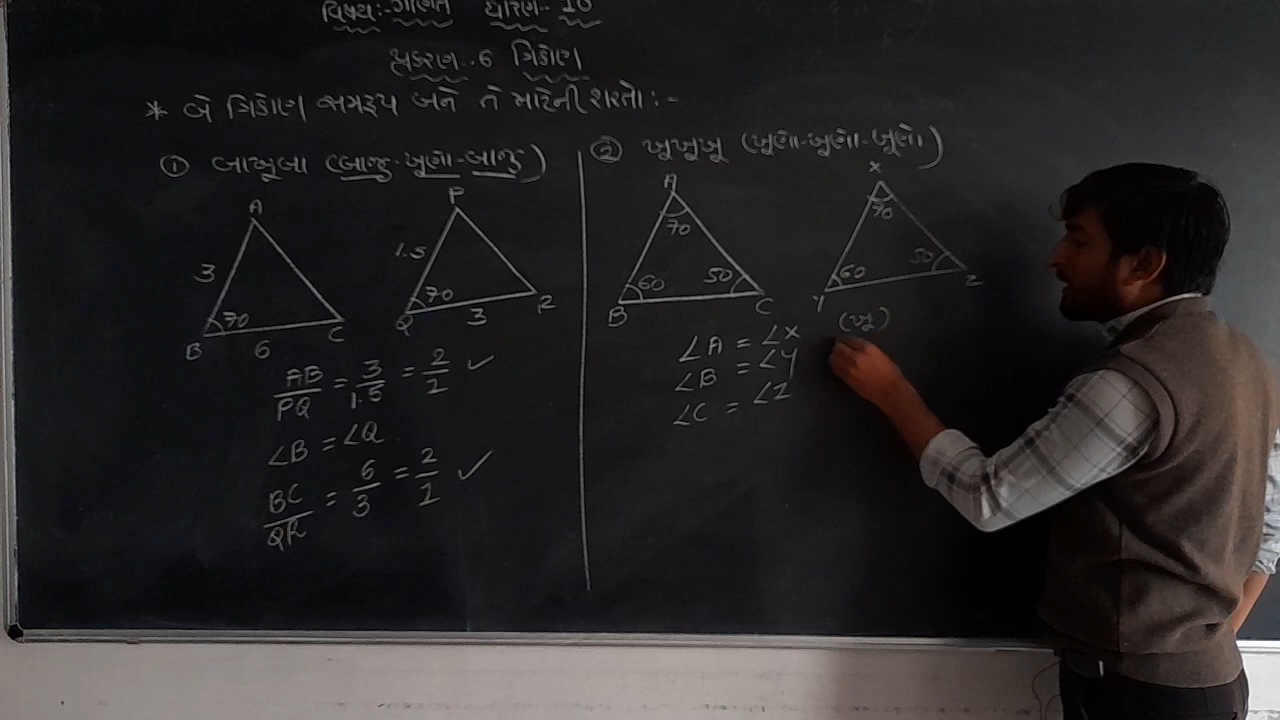 વિષય:- ગણિત ધોરણ- 10
પ્રકરણ..6 ત્રિકોણ
* બે ત્રિકોણ સમરૂપ બને તે માટેની શરતો :-
① બાખૂબા (બાજુ-ખૂણો-બાજુ)
A
3
70
B
6
C
P
1.5
70
Q
3
R
AB/PQ = 3/1.5 = 2/1 ✓
∠B = ∠Q
BC/QR = 6/3 = 2/1 ✓
② ખૂખૂખૂ (ખૂણો-ખૂણો-ખૂણો)
A
70
60
50
B
C
X
70
60
50
Y
Z
∠A = ∠X
∠B = ∠Y
∠C = ∠Z
(ખૂ)